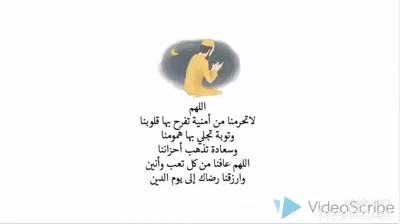 اللهم
لاتحرمنا من أمنية تفرح بها قلوبنا
وتوبة تجلي بها همومنا
وسعادة تذهب أحزاننا
اللهم عافنا من كل تعب وأنين
وارزقنا رضاك إلى يوم الدين
VideoScribe